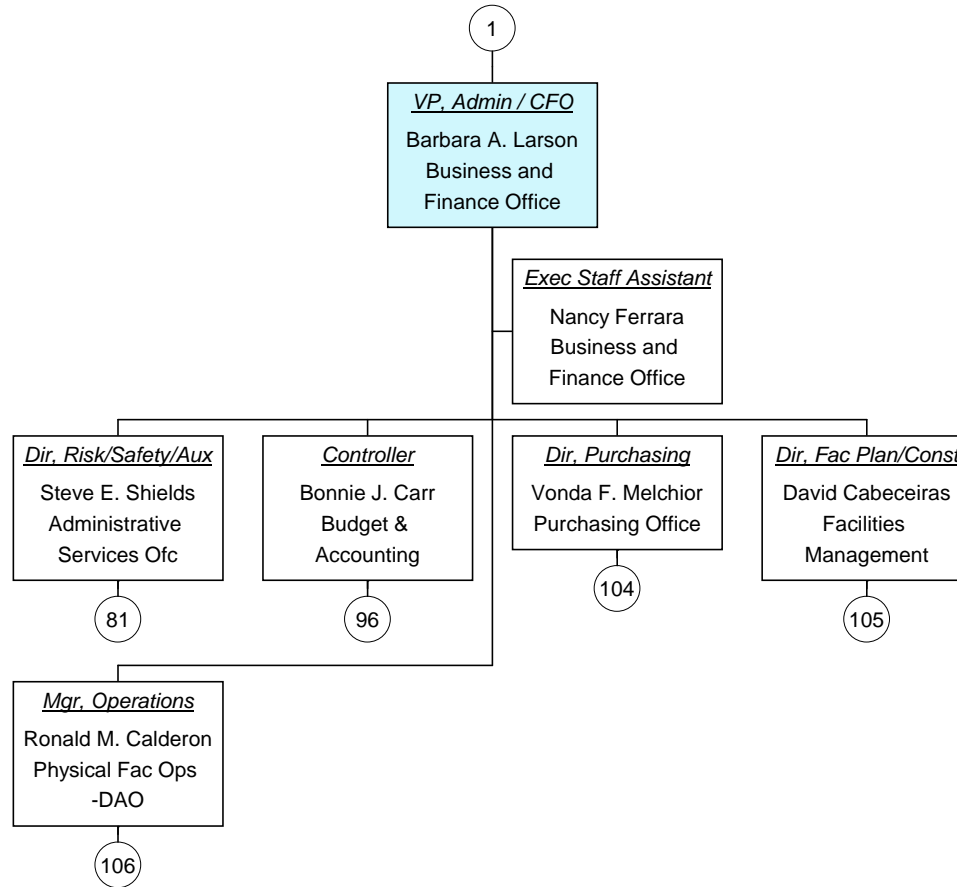 1
VP, Admin / CFO
Barbara A. Larson
Business and
Finance Office
Exec Staff Assistant
Nancy Ferrara
Business and
Finance Office
Dir, Risk/Safety/Aux
Steve E. Shields
Administrative
Services Ofc
81
Controller
Bonnie J. Carr
Budget &
Accounting
96
Dir, Purchasing
Vonda F. Melchior
Purchasing Office
104
Dir, Fac Plan/Const
David Cabeceiras
Facilities
Management
105
Mgr, Operations
Ronald M. Calderon
Physical Fac Ops
-DAO
106